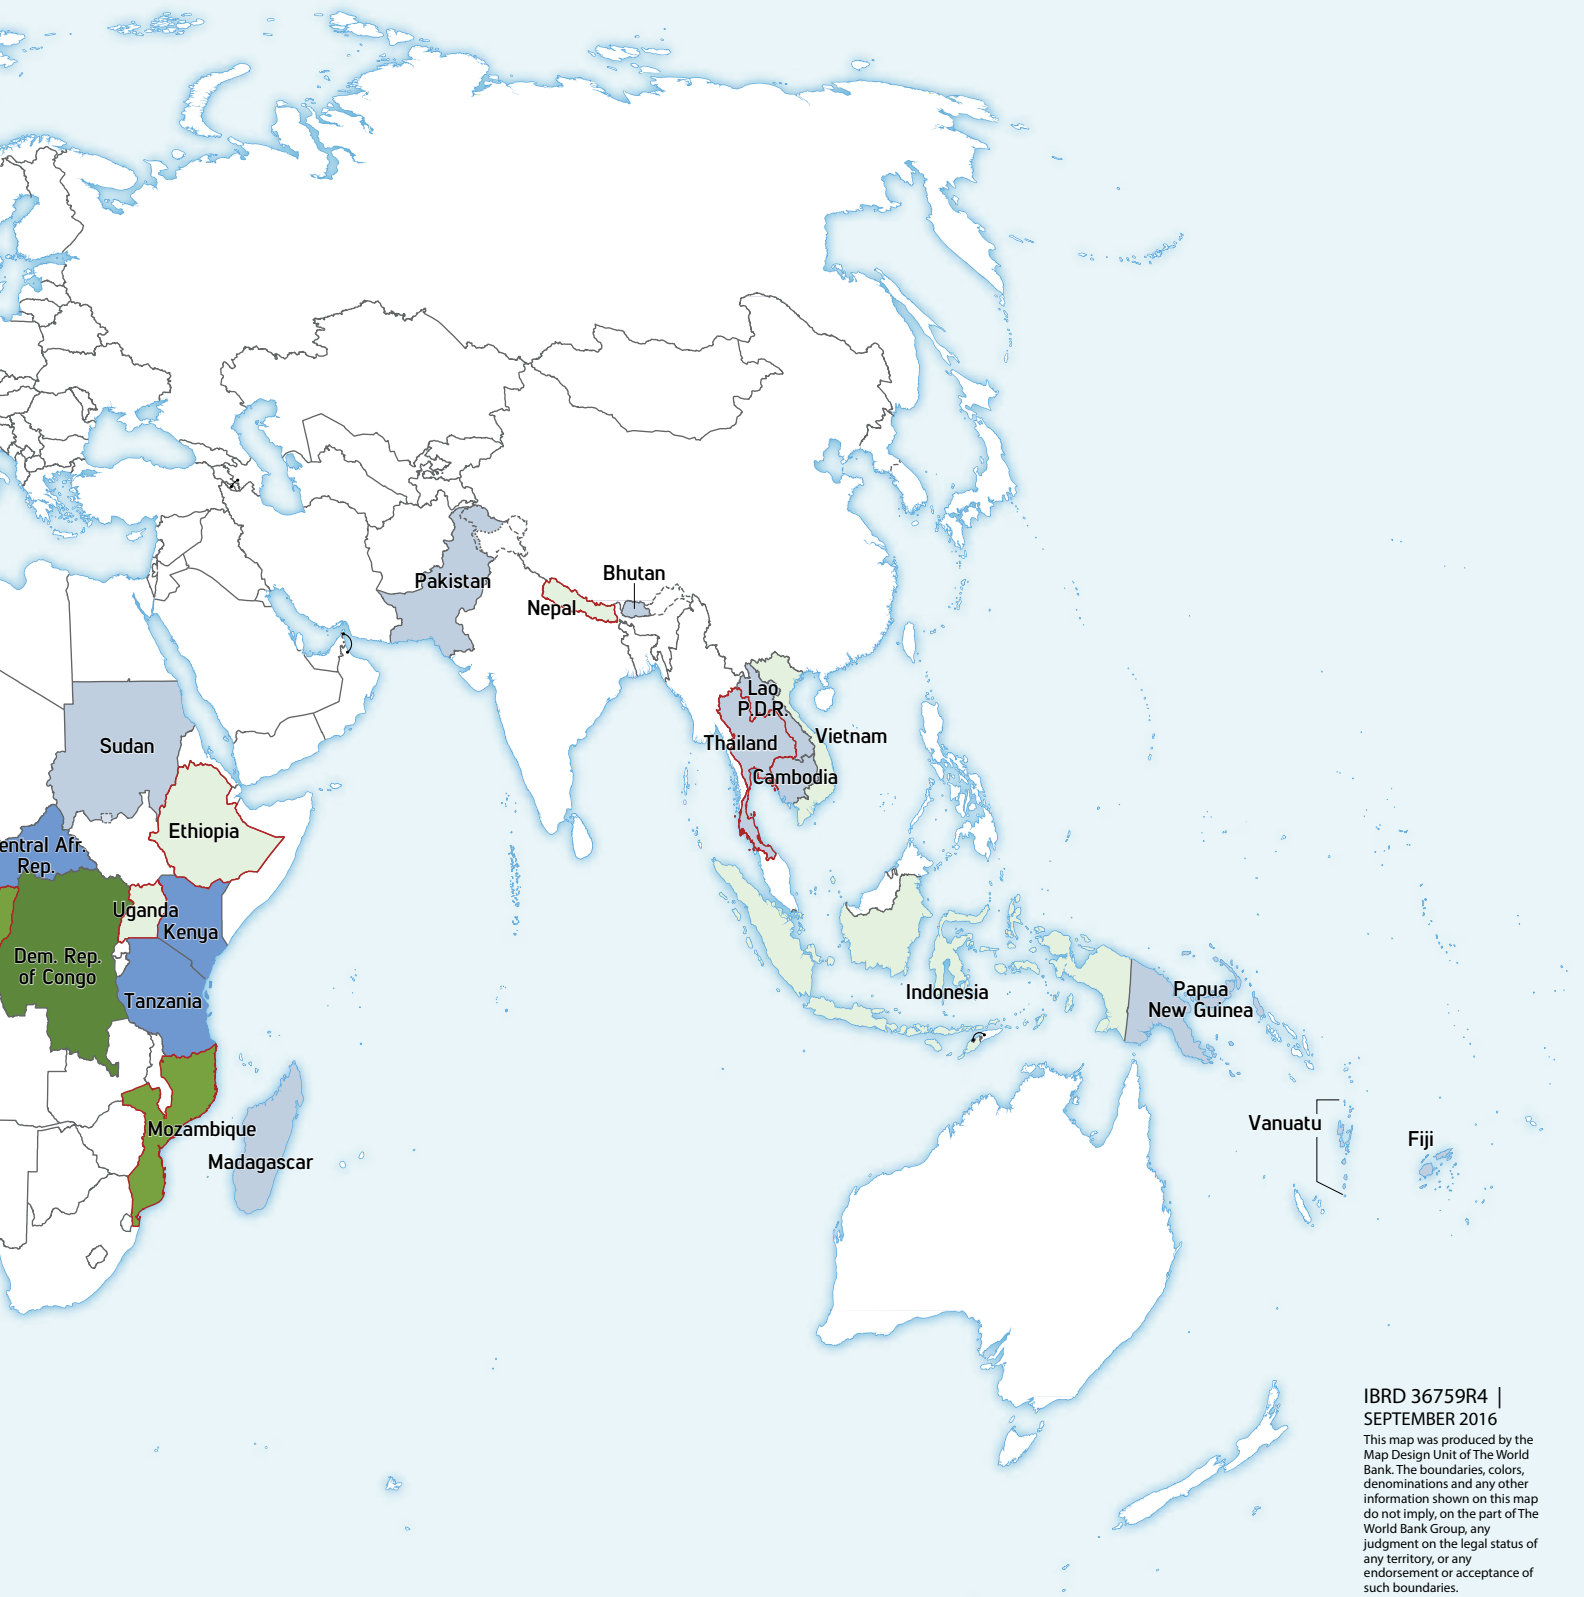 Bhutan
Pakistan
Nepal
Lao
P.D.R.
Vietnam
Thailand
Sudan
Cambodia
Ethiopia
entral Afr.
Rep.
Uganda
Kenya
Dem. Rep.
of Congo
Tanzania
Indonesia
Papua
New Guinea
Vanuatu
Mozambique
Fiji
Madagascar
IBRD 36759R4 |
SEPTEMBER 2016
This map was produced by the
Map Design Unit of The World
Bank. The boundaries, colors,
denominations and any other
information shown on this map
do not imply, on the part of The
World Bank Group, any
judgment on the legal status of
any territory, or any
endorsement or acceptance of
such boundaries.